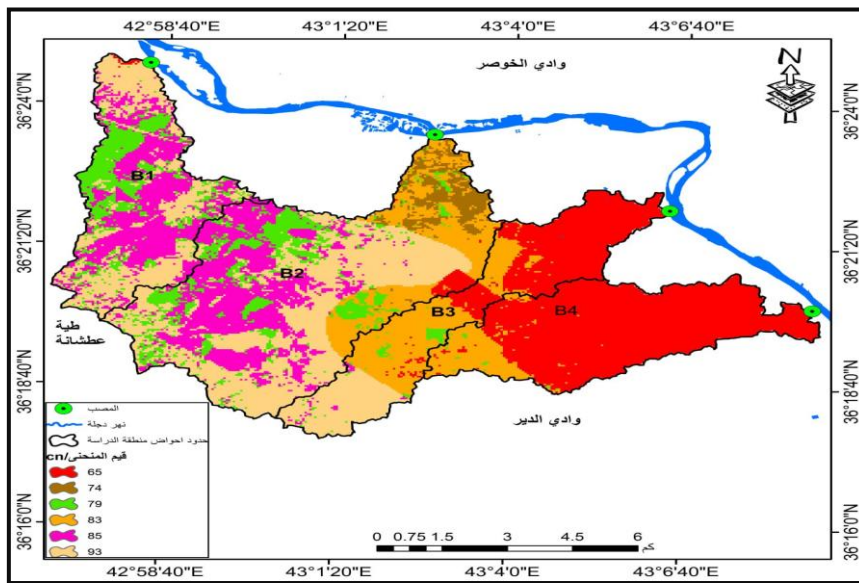 42°58'40"E 43°1'20"E 43°4'0"E 43°6'40"E
36°24'0"N 36°24'0"N
36°21'20"N 36°21'20"N
36°18'40"N 36°18'40"N
36°16'0"N 36°16'0"N
وادي الخوصر
N
B1
B2
B3
B4
طية
عطشانة
وادي الدير
المصب
نهر دجلة
حدود احواض منطقة الدراسة
قيم المنحنى/cn
65
74
79
83
85
93
0 0.75 1.5 3 4.5 6
كم
42°58'40"E 43°1'20"E 43°4'0"E 43°6'40"E